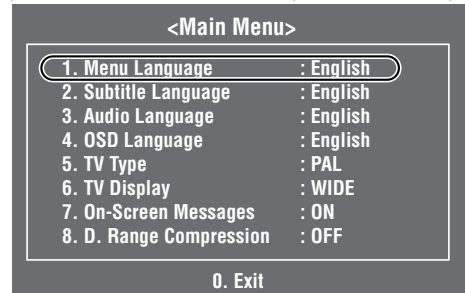 <Main Menu>
1. Menu Language : English
2. Subtitle Language : English
3. Audio Language : English
4. OSD Language : English
5. TV Type : PAL
6. TV Display : WIDE
7. On-Screen Messages : ON
8. D. Range Compression : OFF
0. Exit